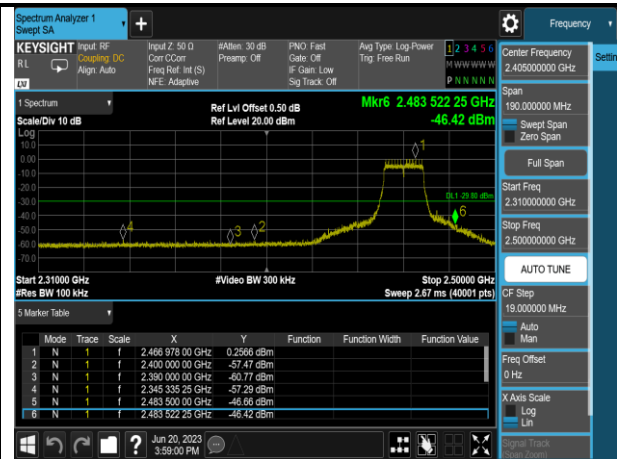 Spectrum Analyzer 1
Swept SA
Frequency
KEYSIGHT
RL
LXI
Input: RF
Coupling: DC
Align: Auto
Input Z: 50 Ω
Corr CCorr
Freq Ref: Int (S)
NFE: Adaptive
#Atten: 30 dB
Preamp: Off
PNO: Fast
Gate: Off
IF Gain: Low
Sig Track: Off
Avg Type: Log-Power
Trig: Free Run
1 2 3 4 5 6
M W W W W W
P N N N N N
1 Spectrum
Scale/Div 10 dB
Ref Lvl Offset 0.50 dB
Ref Level 20.00 dBm
Mkr6 2.483 522 25 GHz
-46.42 dBm
Log
10.0
0.00
-10.0
-20.0
-30.0
-40.0
-50.0
-60.0
-70.0
1
DL1 -29.80 dBm
6
4
3
2
Start 2.31000 GHz
#Res BW 100 kHz
#Video BW 300 kHz
Stop 2.50000 GHz
Sweep 2.67 ms (40001 pts)
5 Marker Table
Mode Trace Scale X Y Function Function Width Function Value
1 N 1 f 2.466 978 00 GHz 0.2566 dBm
2 N 1 f 2.400 000 00 GHz -57.47 dBm
3 N 1 f 2.390 000 00 GHz -60.77 dBm
4 N 1 f 2.345 335 00 GHz -57.29 dBm
5 N 1 f 2.483 500 00 GHz -46.66 dBm
6 N 1 f 2.483 522 25 GHz -46.42 dBm
Jun 20, 2023
3:59:00 PM
Center Frequency
2.405000000 GHz
Settin
Span
190.000000 MHz
Swept Span
Zero Span
Full Span
Start Freq
2.310000000 GHz
Stop Freq
2.500000000 GHz
AUTO TUNE
CF Step
19.000000 MHz
Auto
Man
Freq Offset
0 Hz
X Axis Scale
Log
Lin
Signal Track
(Span Zoom)